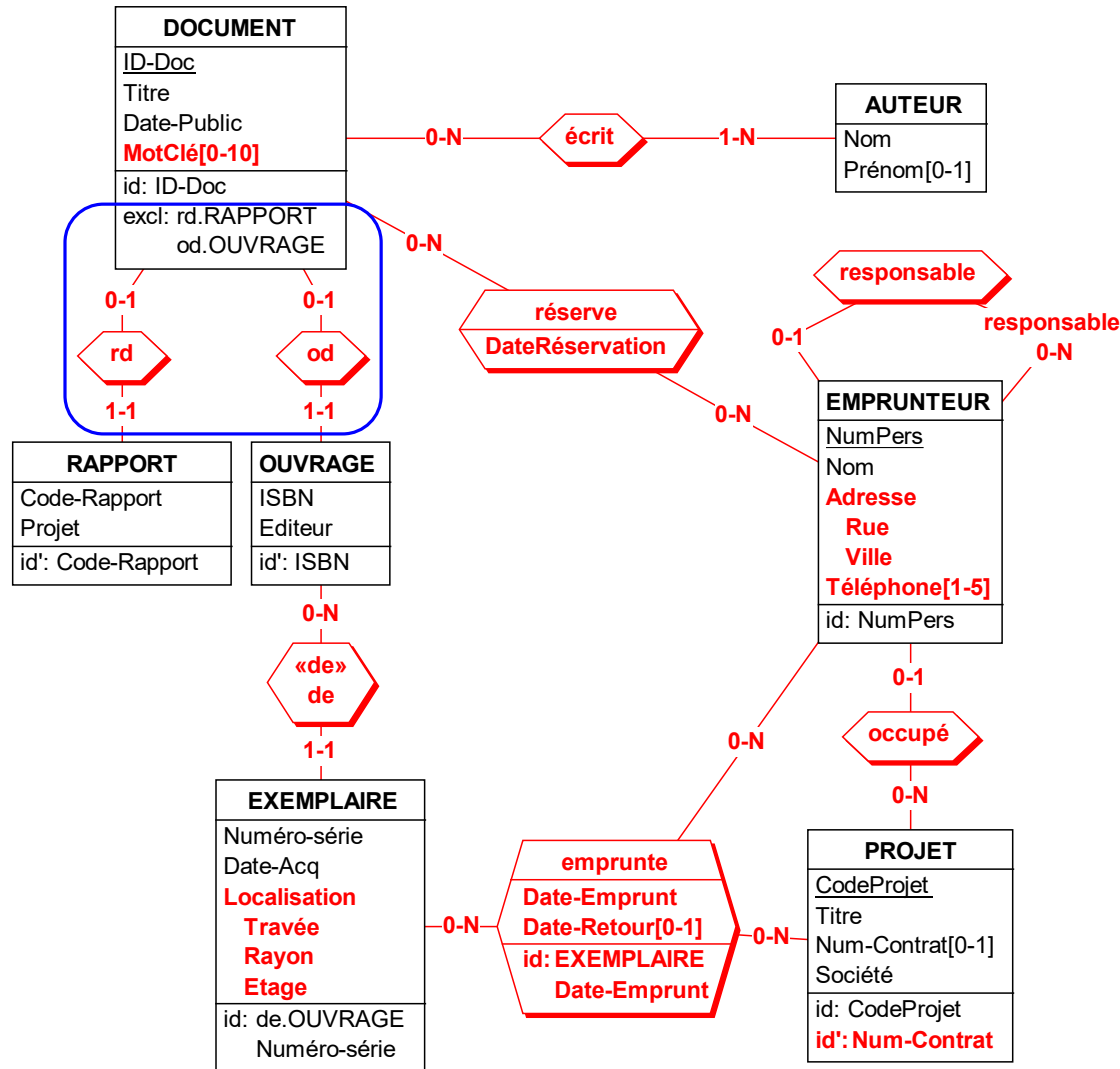 DOCUMENT
ID-Doc
Titre
Date-Public
MotClé[0-10]
id: ID-Doc
excl: rd.RAPPORT
od.OUVRAGE
0-N
écrit
1-N
AUTEUR
Nom
Prénom[0-1]
0-N
réserve
DateRéservation
0-N
responsable
0-1
responsable
0-N
0-1
rd
1-1
0-1
od
1-1
RAPPORT
Code-Rapport
Projet
id': Code-Rapport
OUVRAGE
ISBN
Editeur
id': ISBN
EMPRUNTEUR
NumPers
Nom
Adresse
Rue
Ville
Téléphone[1-5]
id: NumPers
0-N
«de»
de
1-1
0-1
occupé
0-N
EXEMPLAIRE
Numéro-série
Date-Acq
Localisation
Travée
Rayon
Etage
id: de.OUVRAGE
Numéro-série
0-N
0-N
emprunte
Date-Emprunt
Date-Retour[0-1]
id: EXEMPLAIRE
Date-Emprunt
0-N
PROJET
CodeProjet
Titre
Num-Contrat[0-1]
Société
id: CodeProjet
id': Num-Contrat